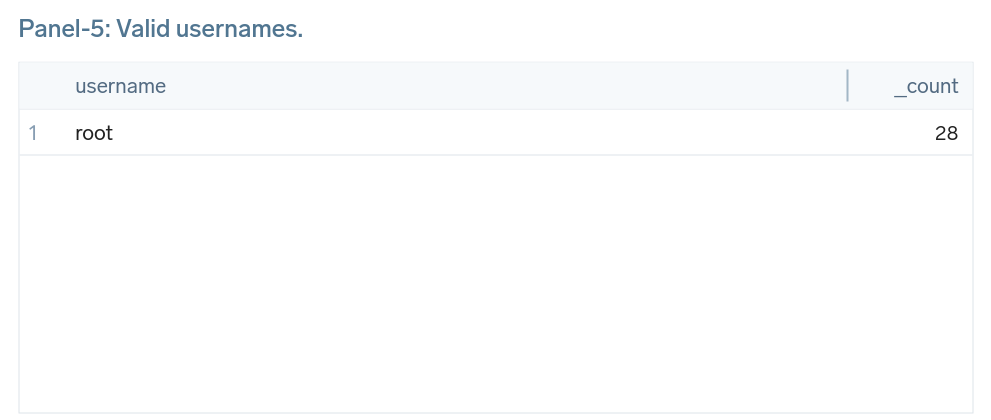 Panel-5: Valid usernames.
username _count
1 root 28